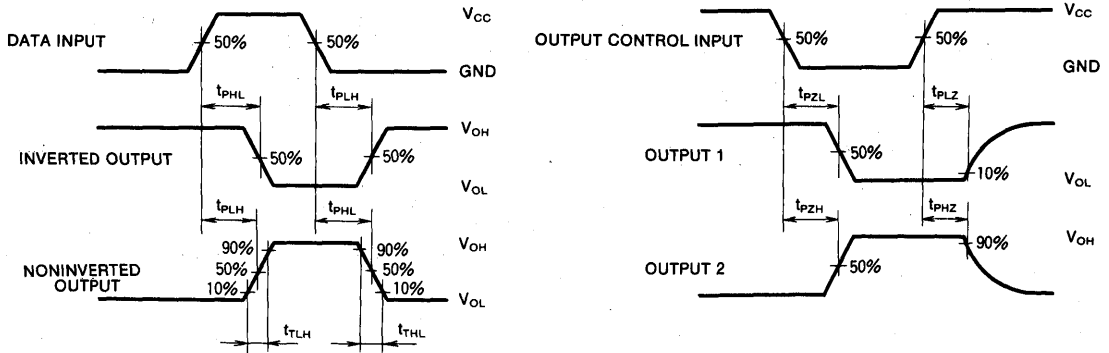 DATA INPUT
50%
50%
VCC
GND
tPHL
tPLH
INVERTED OUTPUT
50%
50%
VOH
VOL
tPLH
tPHL
NONINVERTED
OUTPUT
90%
50%
10%
90%
50%
10%
VOH
VOL
tTLH
tTHL
OUTPUT CONTROL INPUT
50%
50%
VCC
GND
tPZL
tPLZ
OUTPUT 1
50%
10%
VOL
tPZH
tPHZ
OUTPUT 2
50%
90%
VOH